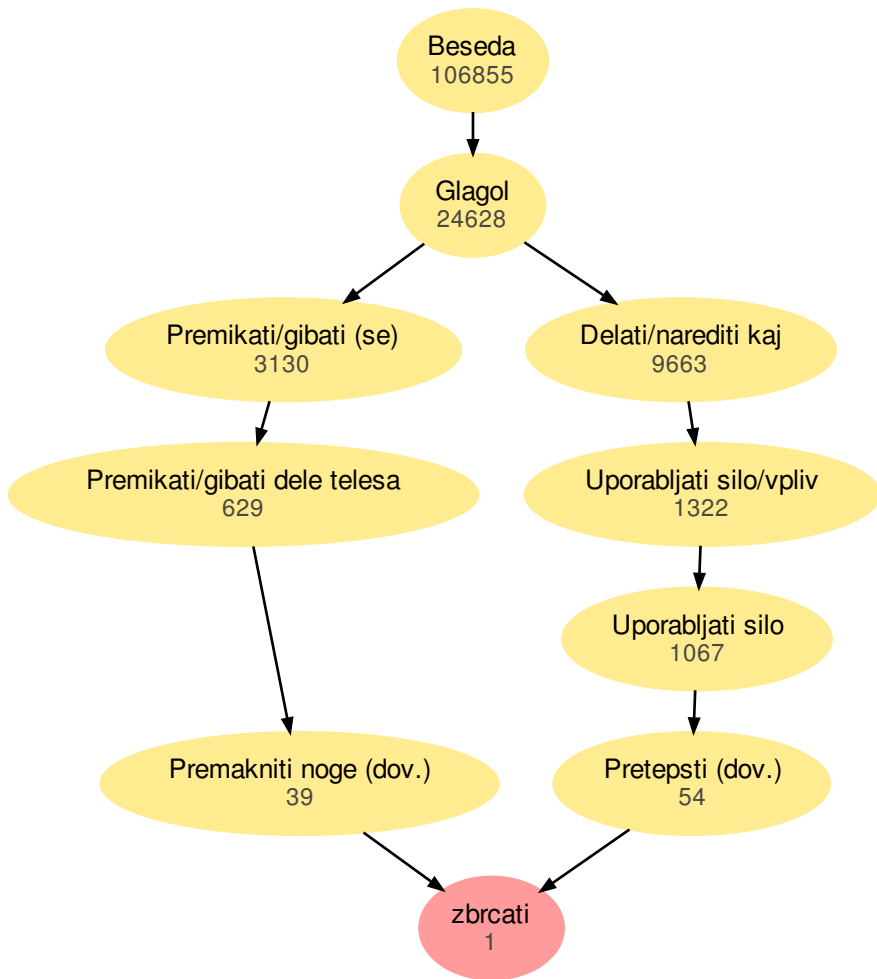 Beseda
106855
Glagol
24628
Premikati/gibati (se)
3130
Delati/narediti kaj
9663
Premikati/gibati dele telesa
629
Uporabljati silo/vpliv
1322
Uporabljati silo
1067
Premakniti noge (dov.)
39
Pretepsti (dov.)
54
zbrcati
1